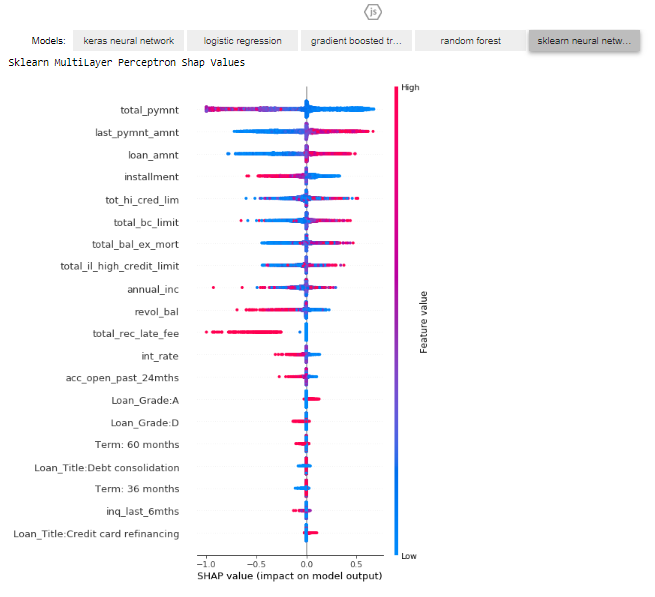 js
Models: keras neural network logistic regression gradient boosted tr... random forest sklearn neural netw...
Sklearn MultiLayer Perceptron Shap Values
High
total_pymnt
last_pymnt_amnt
loan_amnt
installment
tot_hi_cred_lim
total_bc_limit
total_bal_ex_mort
total_il_high_credit_limit
annual_inc
revol_bal
total_rec_late_fee
int_rate
acc_open_past_24mths
Loan_Grade:A
Loan_Grade:D
Term: 60 months
Loan_Title:Debt consolidation
Term: 36 months
inq_last_6mths
Loan_Title:Credit card refinancing
Feature value
Low
−1.0 −0.5 0.0 0.5
SHAP value (impact on model output)